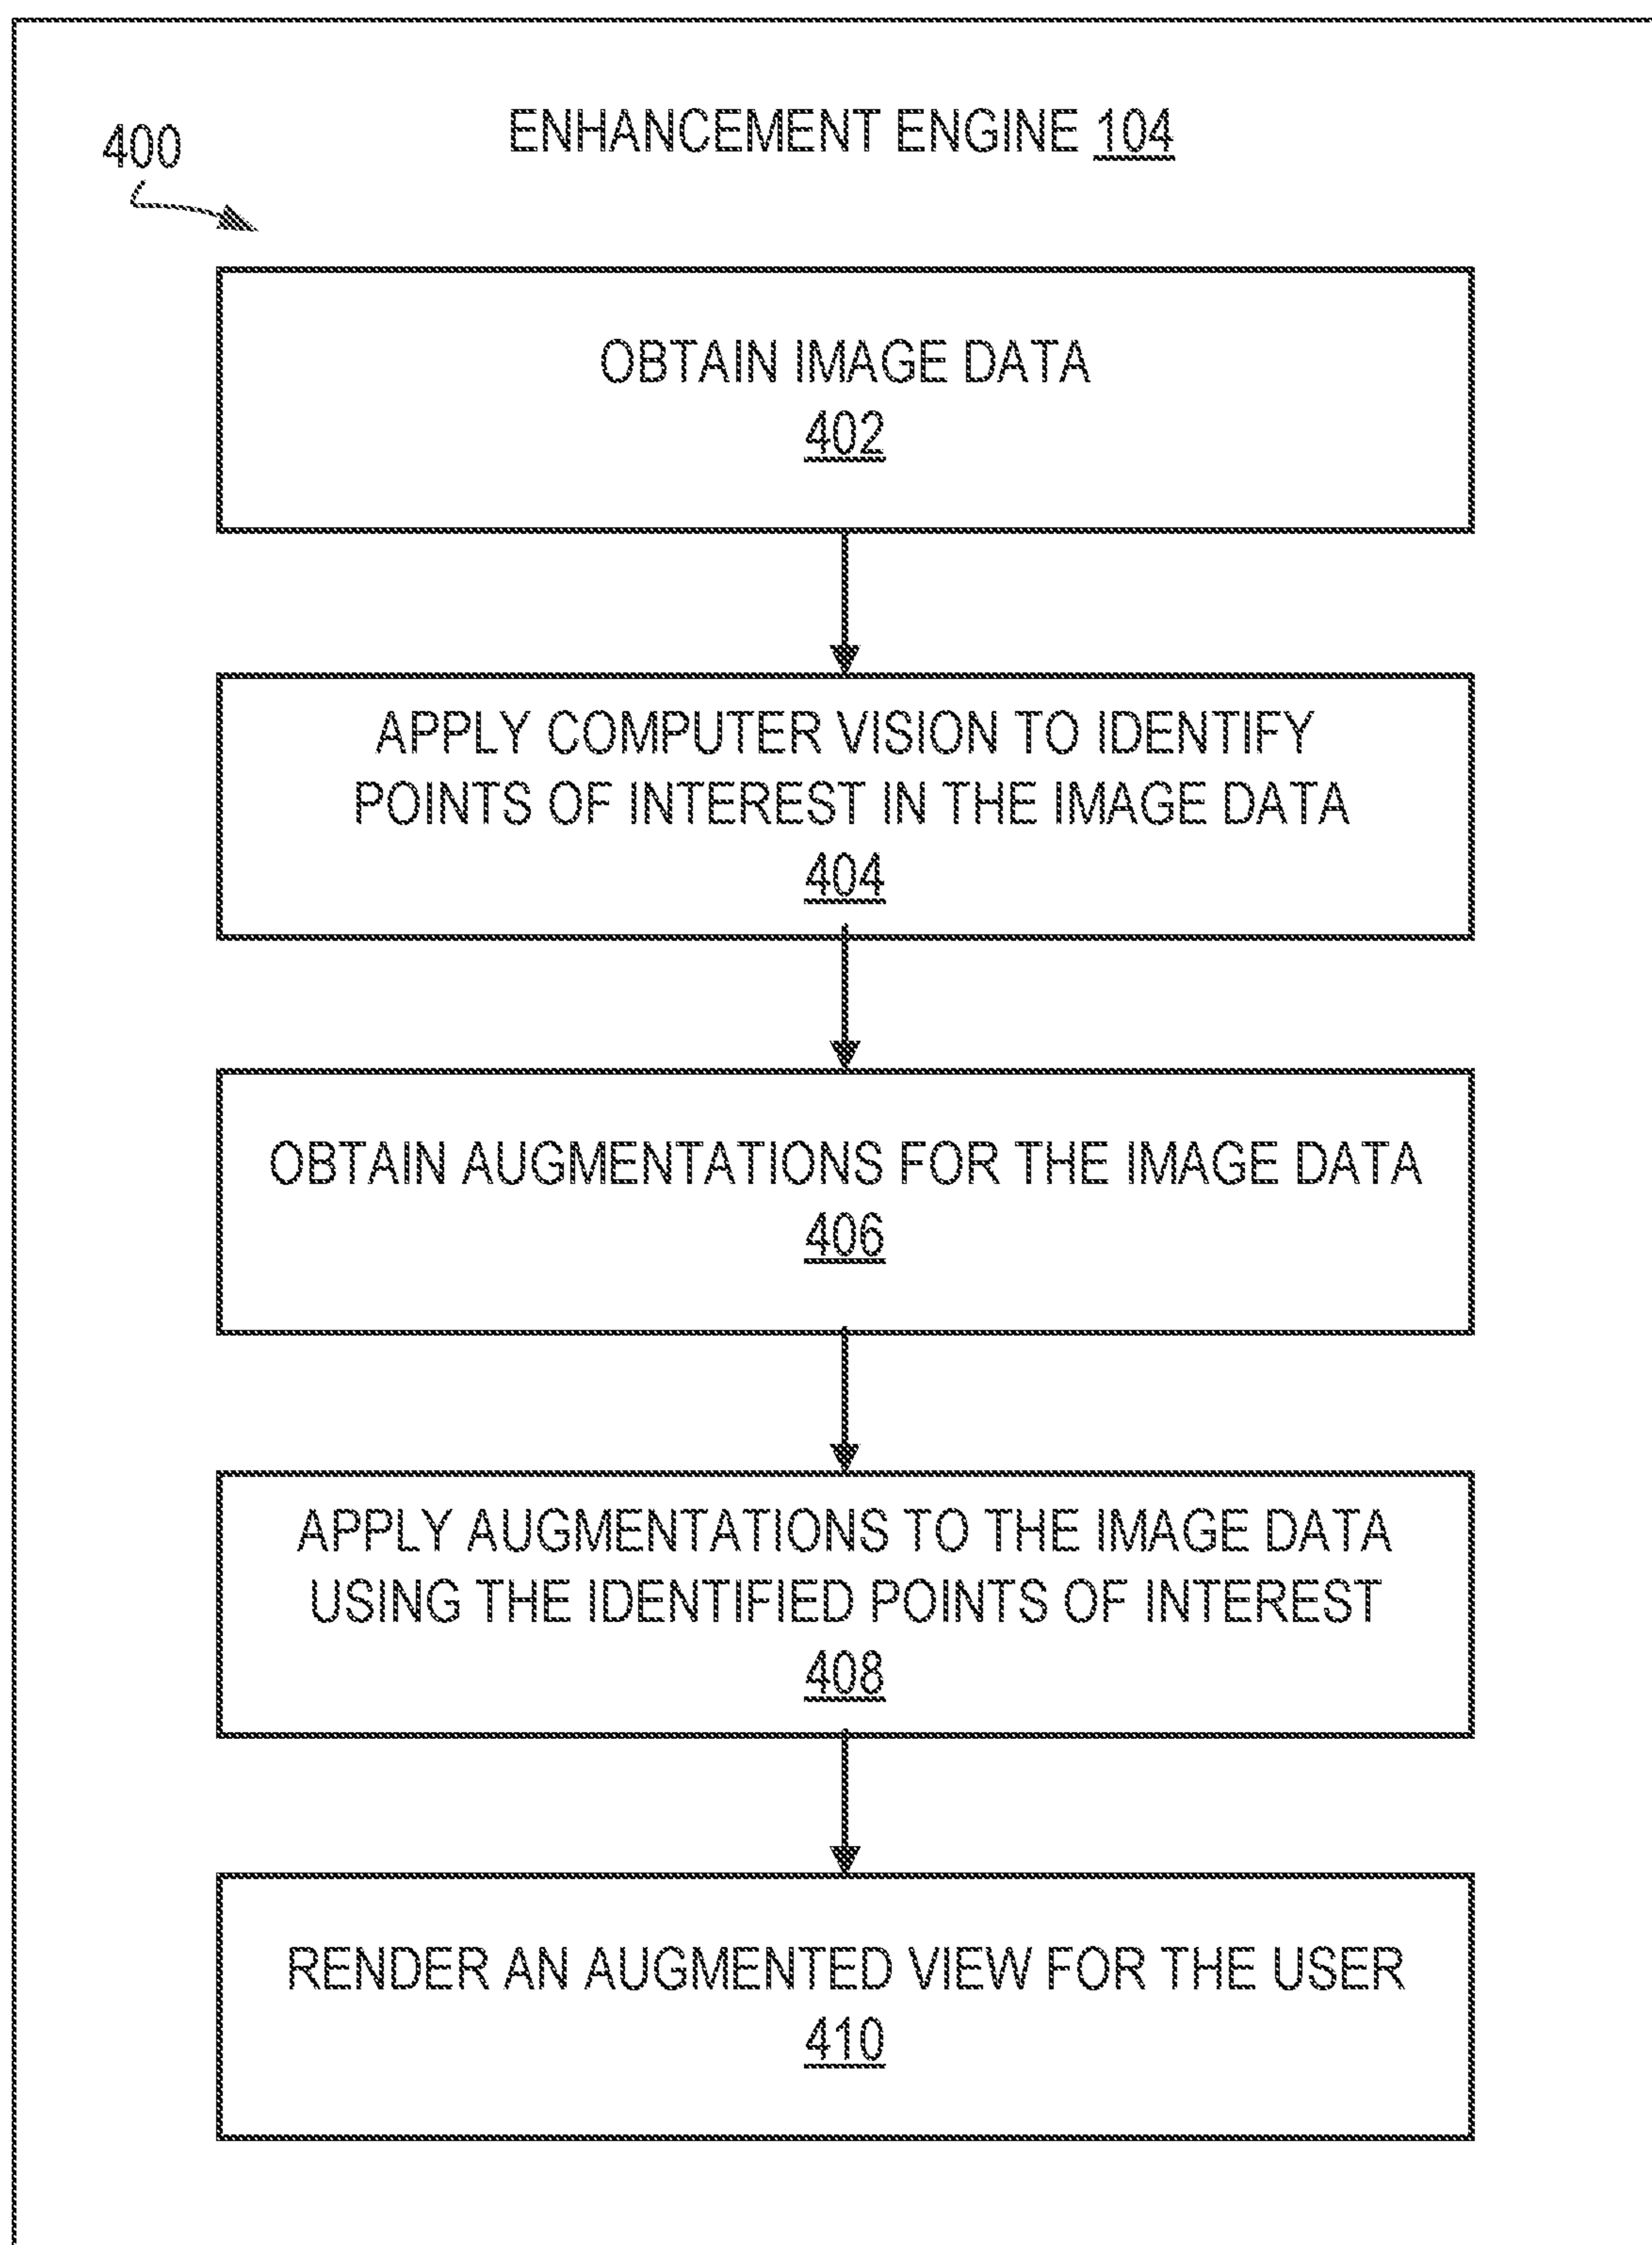 ENHANCEMENT ENGINE 104
400
OBTAIN IMAGE DATA
402
APPLY COMPUTER VISION TO IDENTIFY
POINTS OF INTEREST IN THE IMAGE DATA
404
OBTAIN AUGMENTATIONS FOR THE IMAGE DATA
406
APPLY AUGMENTATIONS TO THE IMAGE DATA
USING THE IDENTIFIED POINTS OF INTEREST
408
RENDER AN AUGMENTED VIEW FOR THE USER
410